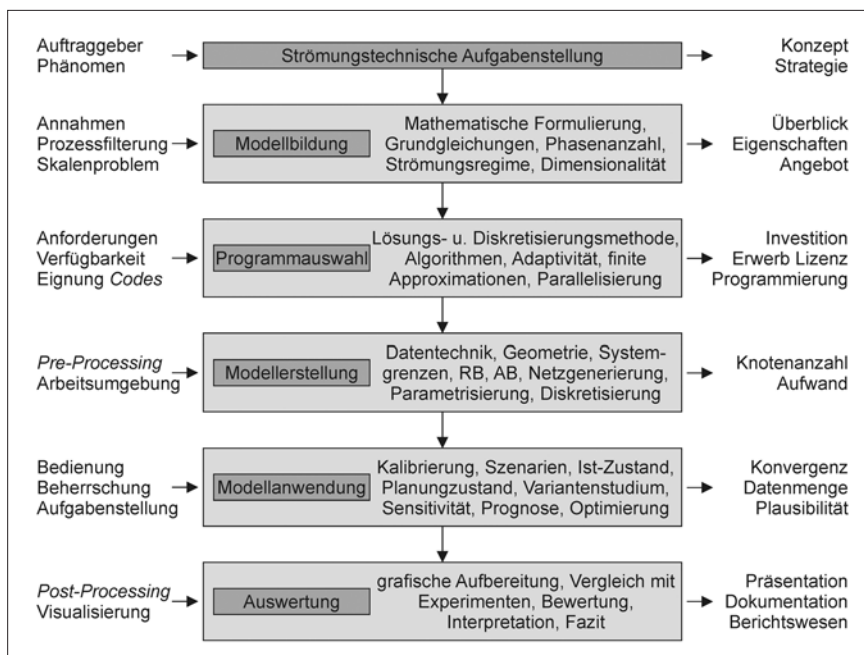 Auftraggeber
Phänomen
Strömungstechnische Aufgabenstellung
Konzept
Strategie
Annahmen
Prozessfilterung
Skalenproblem
Modellbildung
Mathematische Formulierung,
Grundgleichungen, Phasenanzahl,
Strömungsregime, Dimensionalität
Überblick
Eigenschaften
Angebot
Anforderungen
Verfügbarkeit
Eignung Codes
Programmauswahl
Lösungs- u. Diskretisierungsmethode,
Algorithmen, Adaptivität, finite
Approximationen, Parallelisierung
Investition
Erwerb Lizenz
Programmierung
Pre-Processing
Arbeitsumgebung
Modellerstellung
Datentechnik, Geometrie, System-
grenzen, RB, AB, Netzgenerierung,
Parametrisierung, Diskretisierung
Knotenanzahl
Aufwand
Bedienung
Beherrschung
Aufgabenstellung
Modellanwendung
Kalibrierung, Szenarien, Ist-Zustand,
Planungzustand, Variantenstudium,
Sensitivität, Prognose, Optimierung
Konvergenz
Datenmenge
Plausibilität
Post-Processing
Visualisierung
Auswertung
grafische Aufbereitung, Vergleich mit
Experimenten, Bewertung,
Interpretation, Fazit
Präsentation
Dokumentation
Berichtswesen